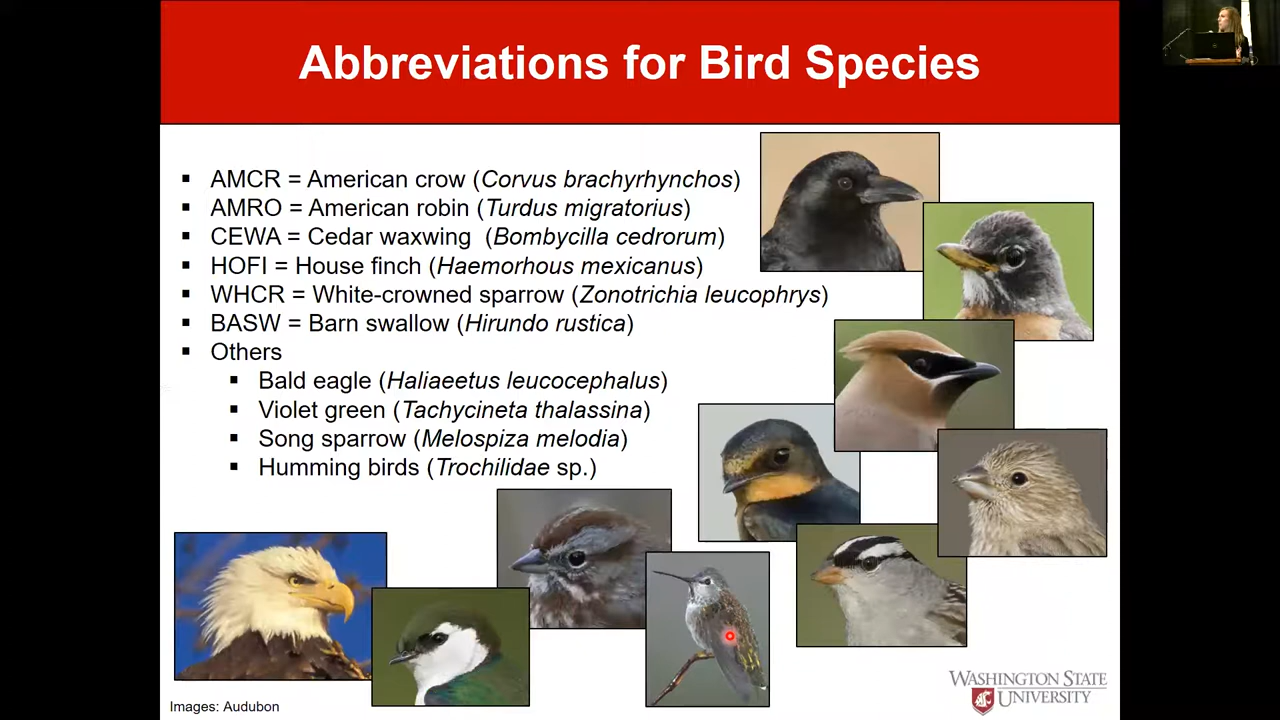 Abbreviations for Bird Species
▪ AMCR = American crow (Corvus brachyrhynchos)
▪ AMRO = American robin (Turdus migratorius)
▪ CEWA = Cedar waxwing (Bombycilla cedrorum)
▪ HOFI = House finch (Haemorhous mexicanus)
▪ WHCR = White-crowned sparrow (Zonotrichia leucophrys)
▪ BASW = Barn swallow (Hirundo rustica)
▪ Others
▪ Bald eagle (Haliaeetus leucocephalus)
▪ Violet green (Tachycineta thalassina)
▪ Song sparrow (Melospiza melodia)
▪ Humming birds (Trochilidae sp.)
Images: Audubon
WASHINGTON STATE
UNIVERSITY